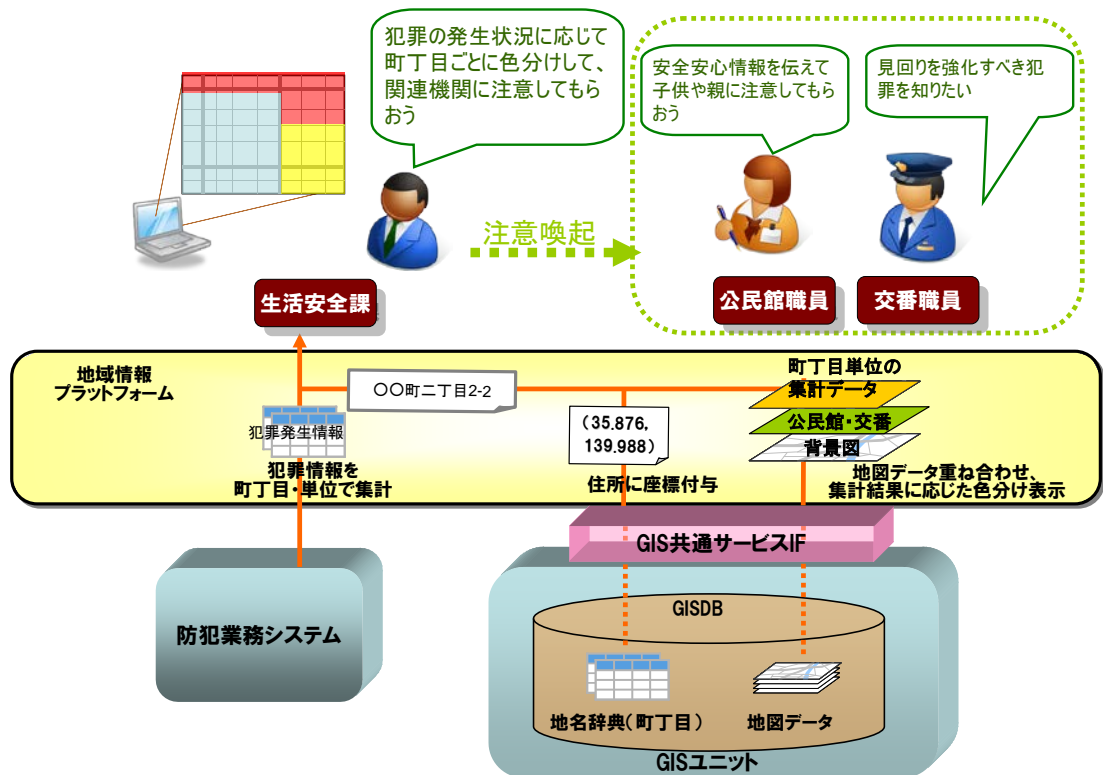 犯罪の発生状況に応じて
町丁目ごとに色分けして、
関連機関に注意してもら
おう
安全安心情報を伝えて
子供や親に注意してもら
おう
見回りを強化すべき犯
罪を知りたい
注意喚起
生活安全課
公民館職員
交番職員
地域情報
プラットフォーム
〇〇町二丁目2-2
犯罪発生情報
犯罪情報を
町丁目・単位で集計
(35.876,
139.988)
住所に座標付与
町丁目単位の
集計データ
公民館・交番
背景図
地図データ重ね合わせ、
集計結果に応じた色分け表示
GIS共通サービスIF
防犯業務システム
GISDB
地名辞典(町丁目)
地図データ
GISユニット